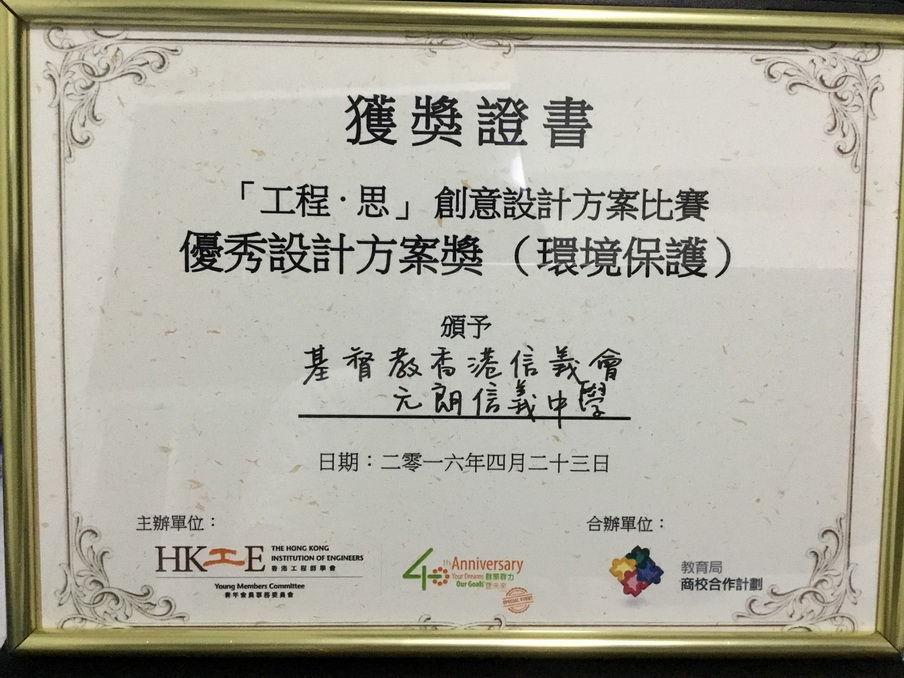 獲獎證書
「工程·思」創意設計方案比賽
優秀設計方案獎（環境保護）
頒予
基督教香港信義會
元朗信義中學
日期：二零一六年四月二十三日
主辦單位：
HKIE
THE HONG KONG
INSTITUTION OF ENGINEERS
香港工程師學會
Young Members Committee
青年會員事務委員會
40th Anniversary
Your Dreams
Our Goals
合辦單位：
教育局
商校合作計劃